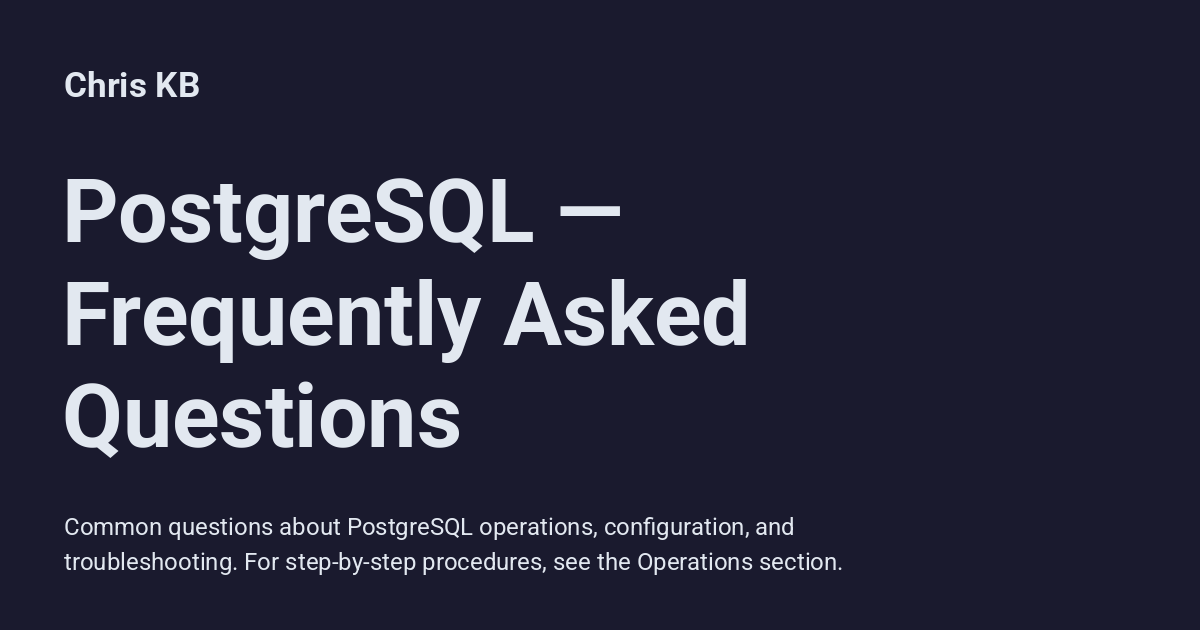 Chris KB
PostgreSQL —
Frequently Asked
Questions
Common questions about PostgreSQL operations, configuration, and
troubleshooting. For step-by-step procedures, see the Operations section.